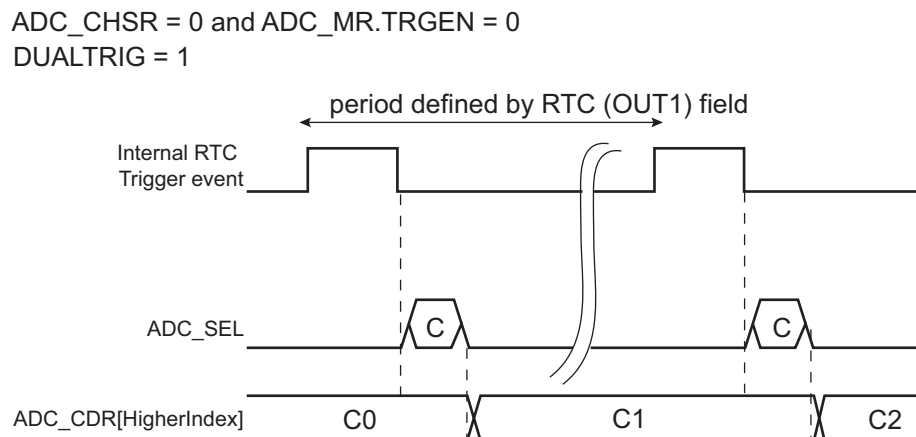 ADC_CHSR = 0 and ADC_MR.TRGEN = 0
DUALTRIG = 1
period defined by RTC (OUT1) field
Internal RTC
Trigger event
ADC_SEL
C
C
ADC_CDR[HigherIndex]
C0
C1
C2